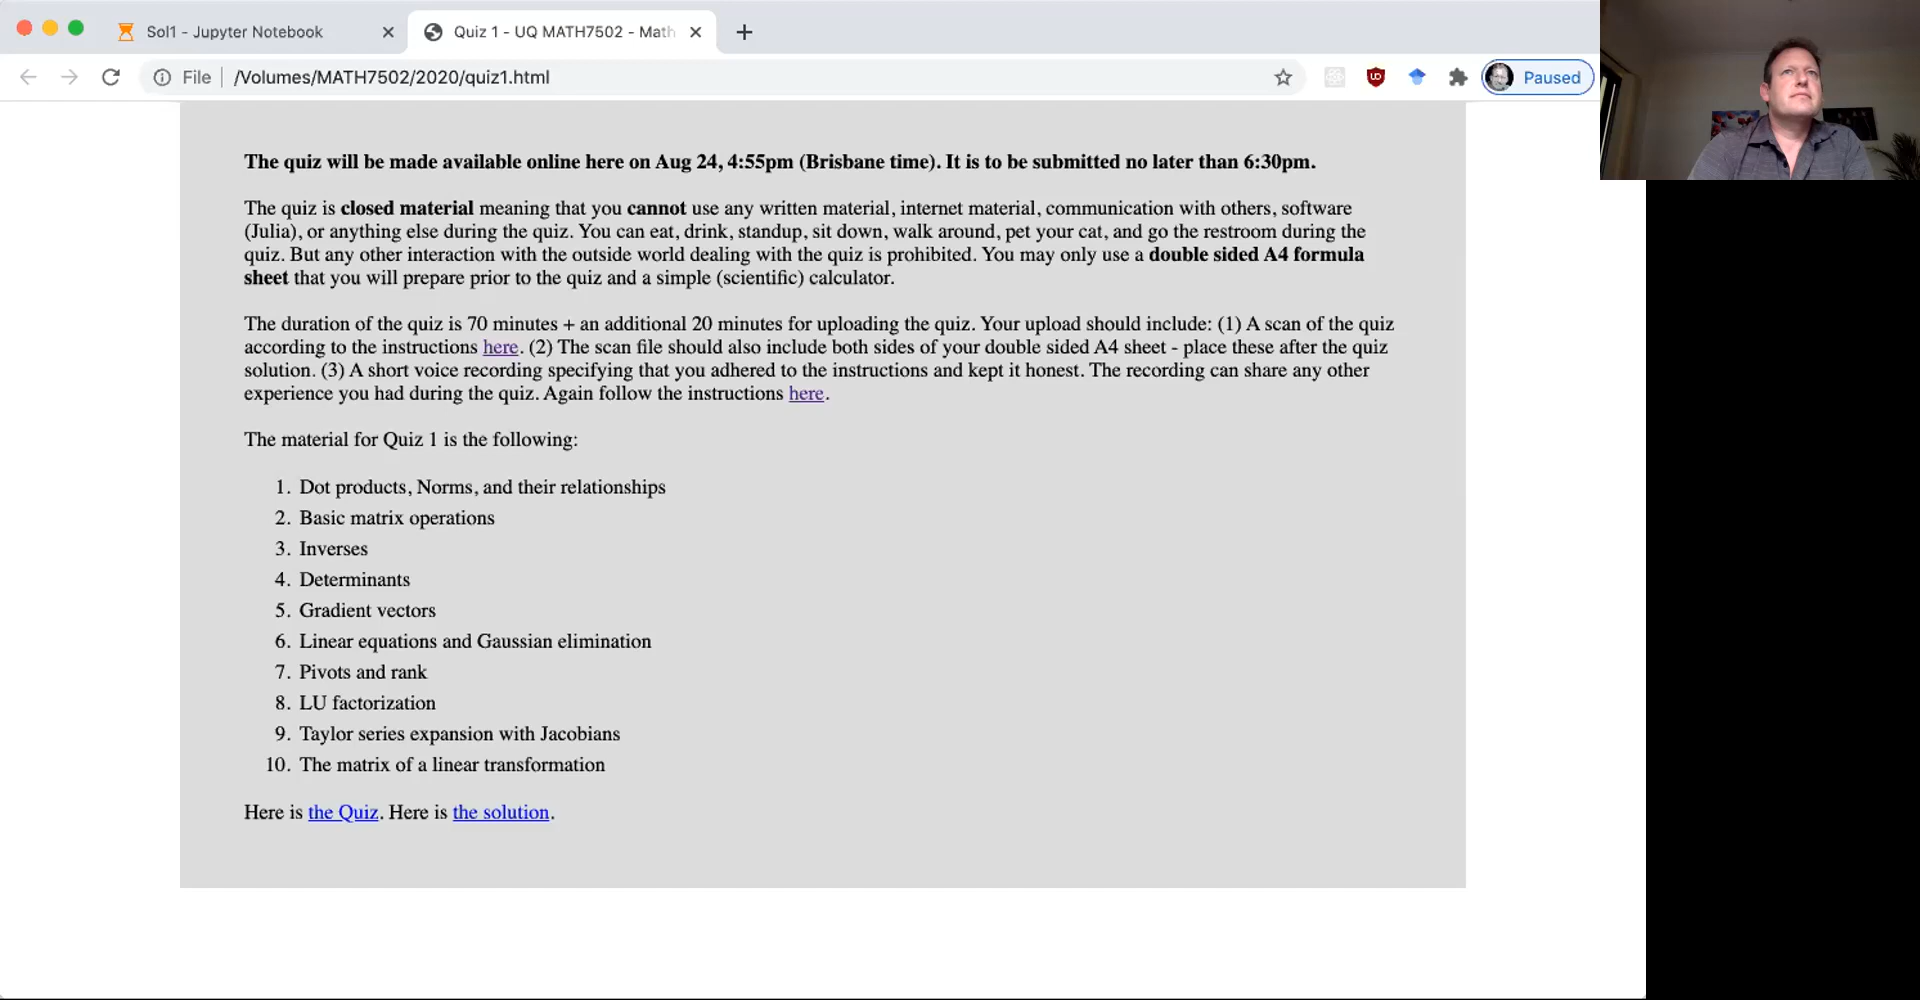 Sol1 - Jupyter Notebook
Quiz 1 - UQ MATH7502 - Math
File
/Volumes/MATH7502/2020/quiz1.html
Paused
The quiz will be made available online here on Aug 24, 4:55pm (Brisbane time). It is to be submitted no later than 6:30pm.
The quiz is closed material meaning that you cannot use any written material, internet material, communication with others, software
(Julia), or anything else during the quiz. You can eat, drink, standup, sit down, walk around, pet your cat, and go the restroom during the
quiz. But any other interaction with the outside world dealing with the quiz is prohibited. You may only use a double sided A4 formula
sheet that you will prepare prior to the quiz and a simple (scientific) calculator.
The duration of the quiz is 70 minutes + an additional 20 minutes for uploading the quiz. Your upload should include: (1) A scan of the quiz
according to the instructions here. (2) The scan file should also include both sides of your double sided A4 sheet - place these after the quiz
solution. (3) A short voice recording specifying that you adhered to the instructions and kept it honest. The recording can share any other
experience you had during the quiz. Again follow the instructions here.
The material for Quiz 1 is the following:
1. Dot products, Norms, and their relationships
2. Basic matrix operations
3. Inverses
4. Determinants
5. Gradient vectors
6. Linear equations and Gaussian elimination
7. Pivots and rank
8. LU factorization
9. Taylor series expansion with Jacobians
10. The matrix of a linear transformation
Here is the Quiz. Here is the solution.